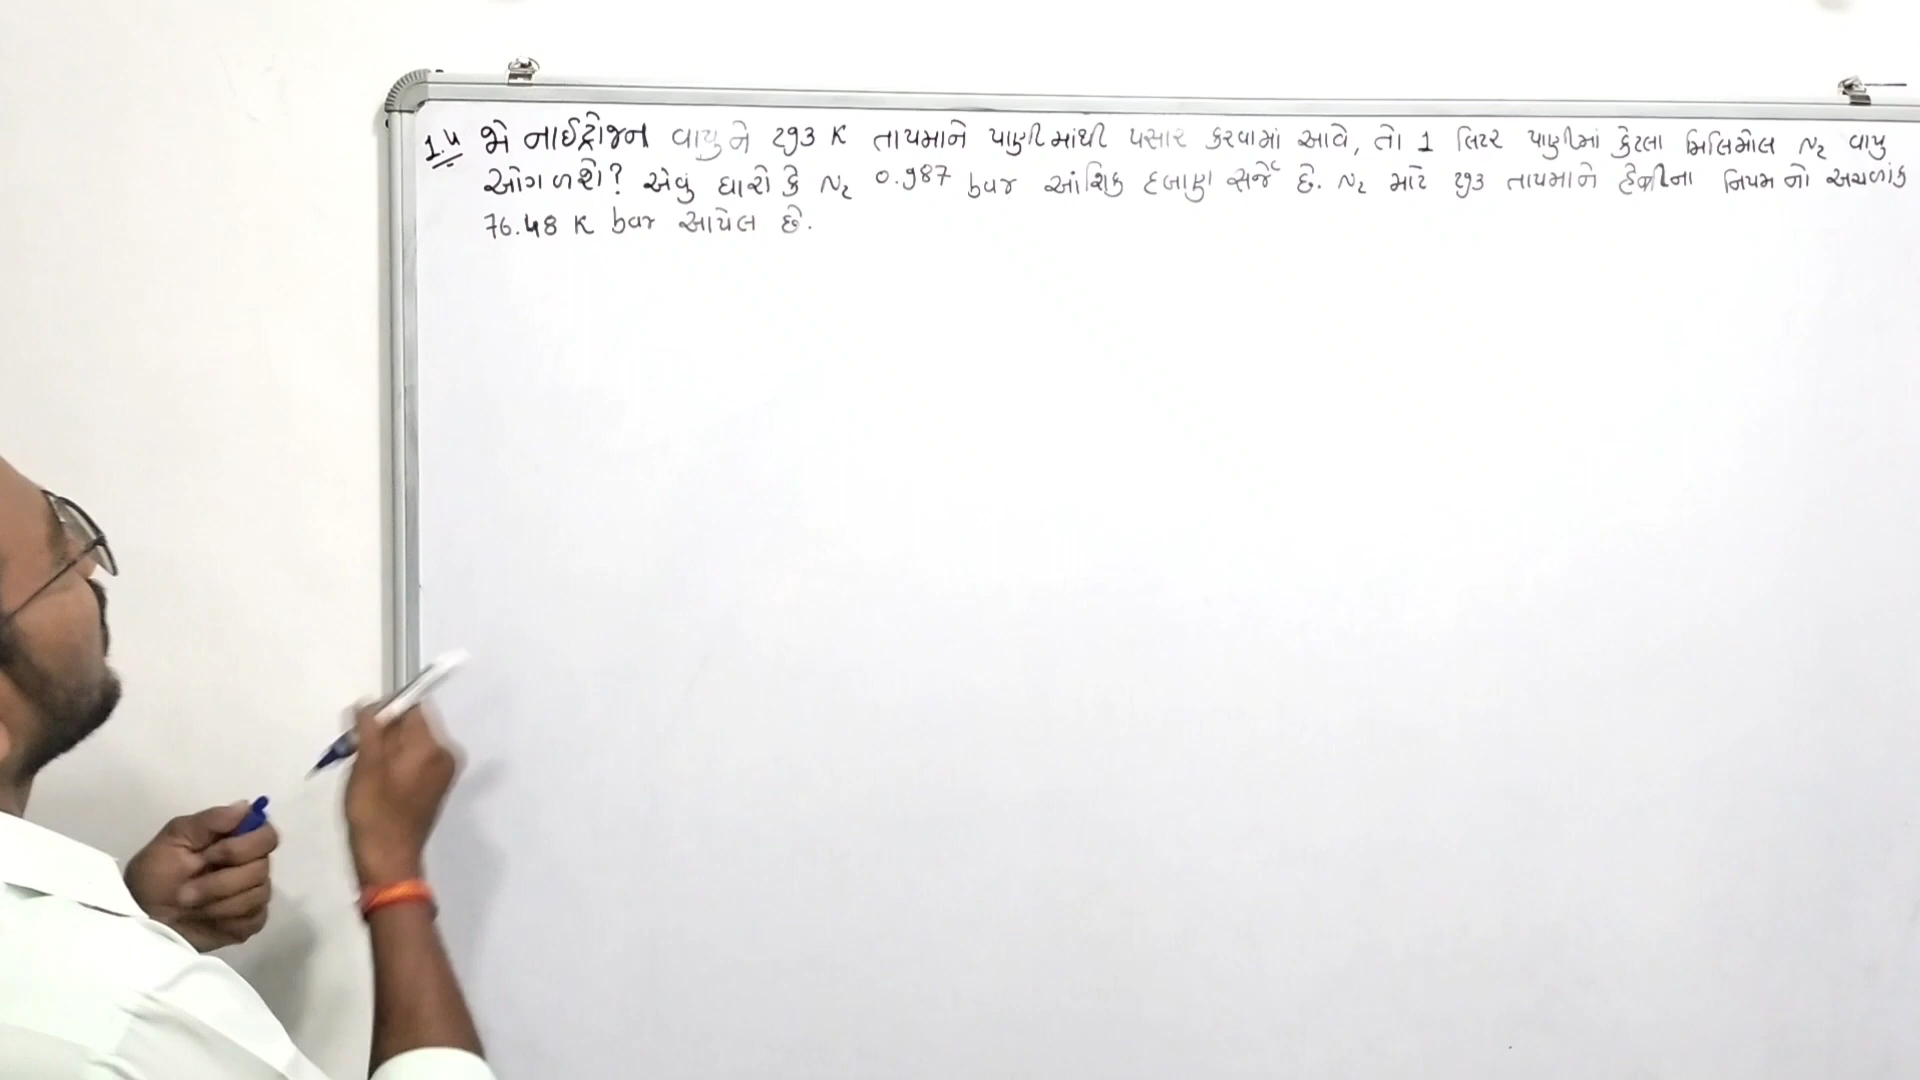 1.4 જો નાઈટ્રોજન વાયુને 293 K તાપમાને પાણીમાંથી પસાર કરવામાં આવે, તો 1 લિટર પાણીમાં કેટલા મિલિમોલ N₂ વાયુ
ઓગળશે? એવું ધારો કે N₂ 0.987 bar આંશિક દબાણ સર્જે છે. N₂ માટે 293 તાપમાને હેન્રીના નિયમ નો અચળાંક
76.48 K bar આપેલ છે.